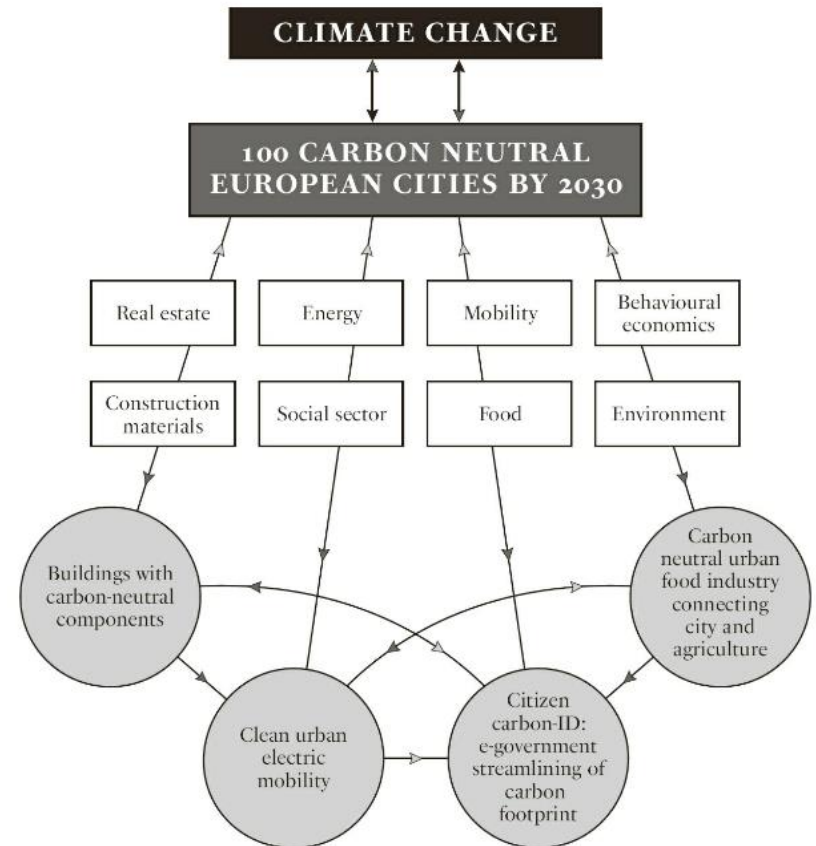 CLIMATE CHANGE
100 CARBON NEUTRAL
EUROPEAN CITIES BY 2030
Real estate
Energy
Mobility
Behavioural
economics
Construction
materials
Social sector
Food
Environment
Buildings with
carbon-neutral
components
Carbon
neutral urban
food industry
connecting
city and
agriculture
Clean urban
electric
mobility
Citizen
carbon-ID:
e-government
streamlining of
carbon
footprint